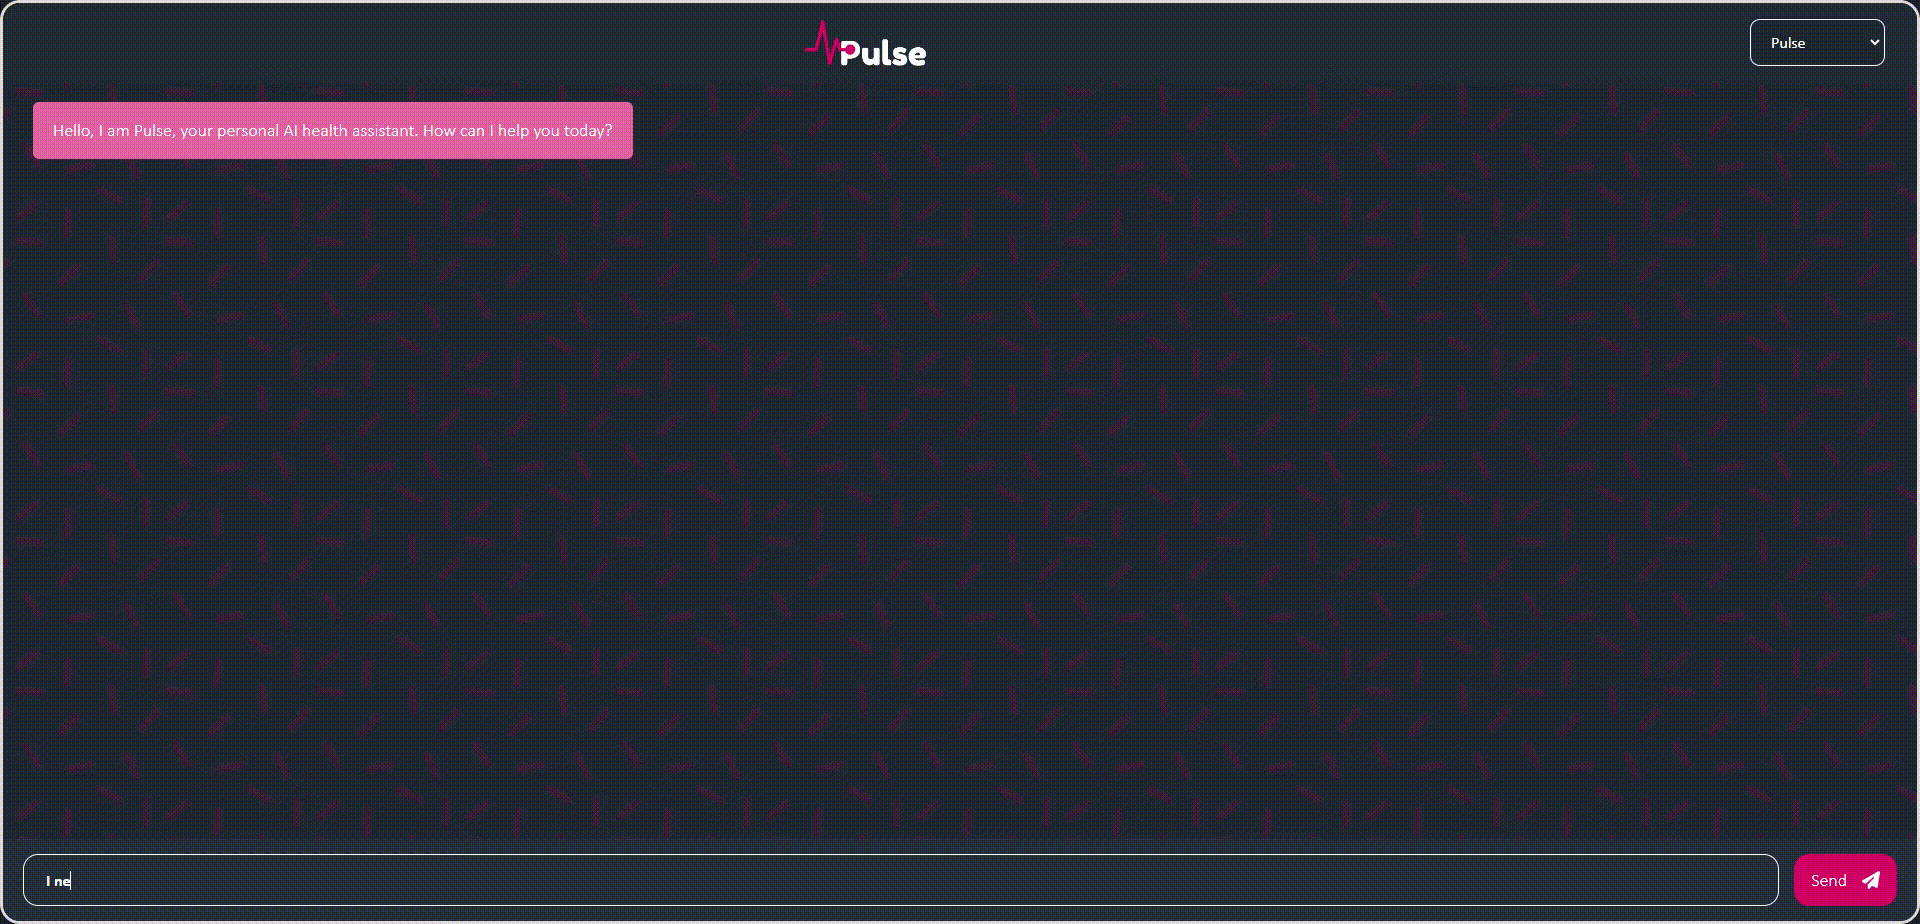 Pulse
Pulse
Hello, I am Pulse, your personal AI health assistant. How can I help you today?
I ne
Send